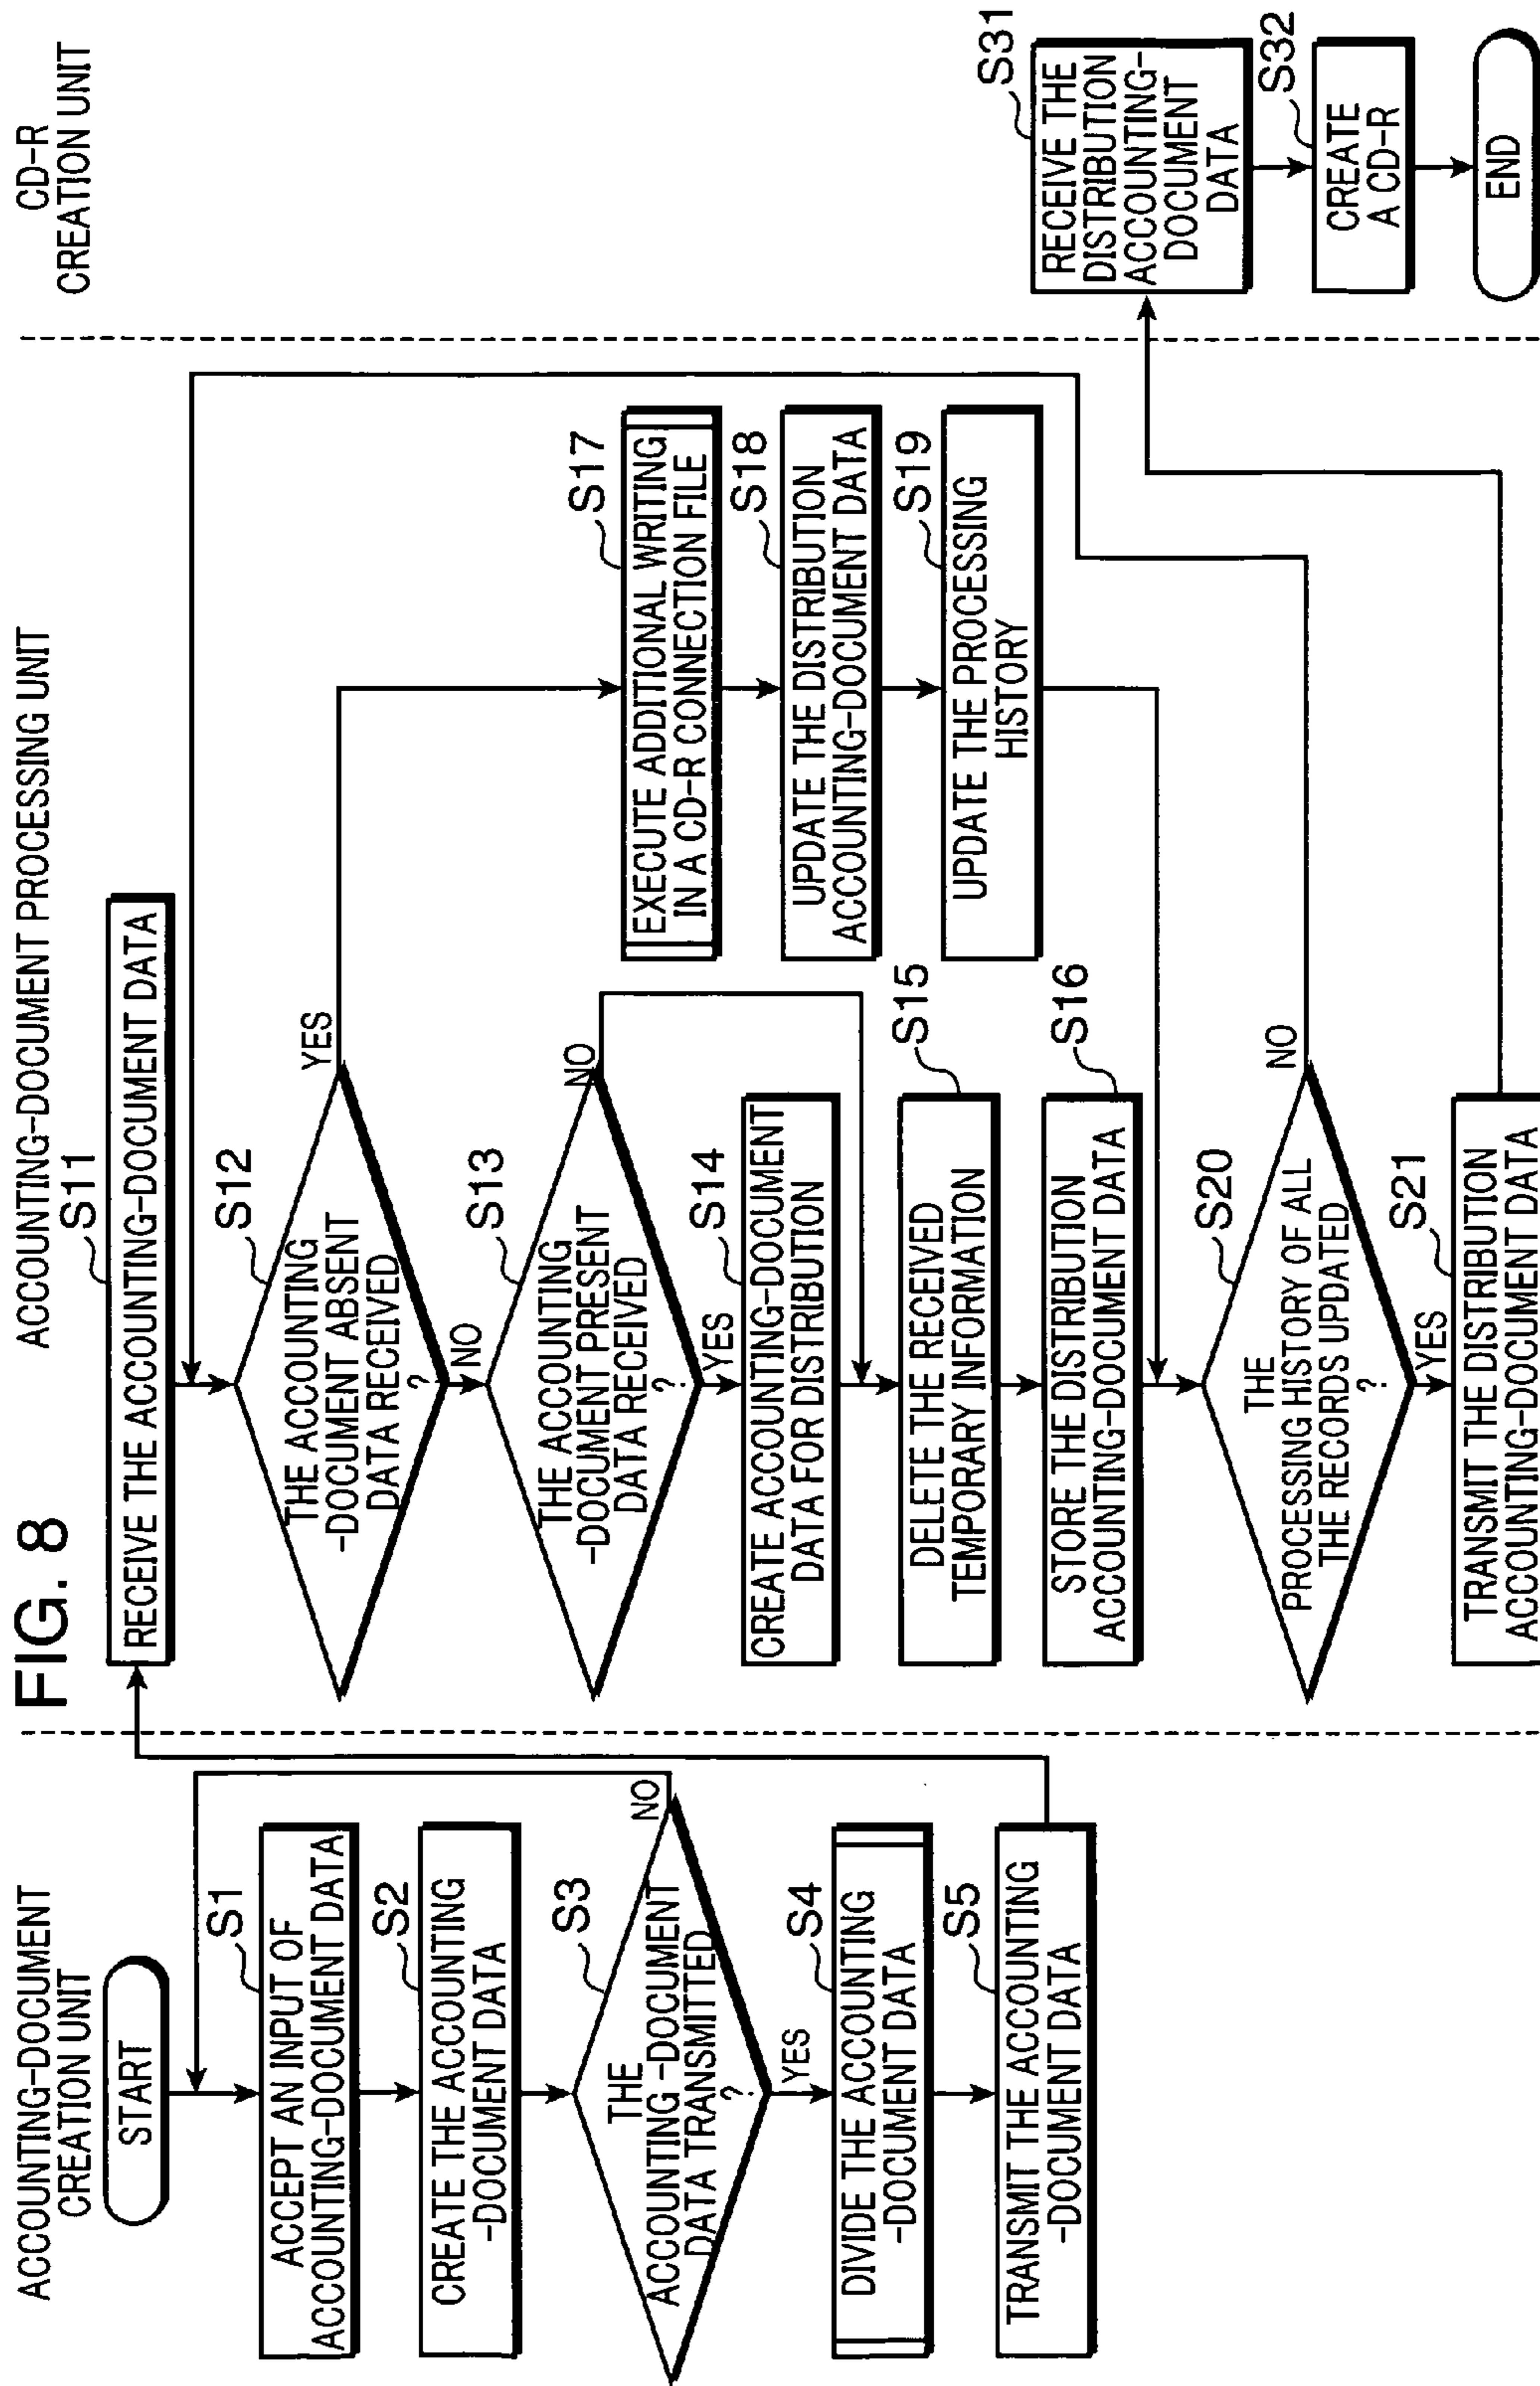 FIG. 8
ACCOUNTING-DOCUMENT
CREATION UNIT
START
S1
ACCEPT AN INPUT OF
ACCOUNTING-DOCUMENT DATA
S2
CREATE THE ACCOUNTING
-DOCUMENT DATA
S3
THE
ACCOUNTING -DOCUMENT
DATA TRANSMITTED
?
NO
YES
S4
DIVIDE THE ACCOUNTING
-DOCUMENT DATA
S5
TRANSMIT THE ACCOUNTING
-DOCUMENT DATA
ACCOUNTING-DOCUMENT PROCESSING UNIT
S11
RECEIVE THE ACCOUNTING-DOCUMENT DATA
S12
THE ACCOUNTING
-DOCUMENT ABSENT
DATA RECEIVED
?
YES
NO
S13
THE ACCOUNTING
-DOCUMENT PRESENT
DATA RECEIVED
?
NO
YES
S14
CREATE ACCOUNTING-DOCUMENT
DATA FOR DISTRIBUTION
S15
DELETE THE RECEIVED
TEMPORARY INFORMATION
S16
STORE THE DISTRIBUTION
ACCOUNTING-DOCUMENT DATA
S17
EXECUTE ADDITIONAL WRITING
IN A CD-R CONNECTION FILE
S18
UPDATE THE DISTRIBUTION
ACCOUNTING-DOCUMENT DATA
S19
UPDATE THE PROCESSING
HISTORY
S20
THE
PROCESSING HISTORY OF ALL
THE RECORDS UPDATED
?
NO
YES
S21
TRANSMIT THE DISTRIBUTION
ACCOUNTING-DOCUMENT DATA
CD-R
CREATION UNIT
S31
RECEIVE THE
DISTRIBUTION
ACCOUNTING-
DOCUMENT
DATA
S32
CREATE
A CD-R
END